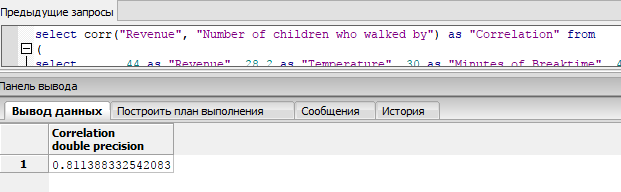 Предыдущие запросы
select corr("Revenue", "Number of children who walked by") as "Correlation" from
(
select 44 as "Revenue", 28.2 as "Temperature", 30 as "Minutes of Breaktime",
Панель вывода
Вывод данных Построить план выполнения Сообщения История
Correlation
double precision
1 0.811388332542083